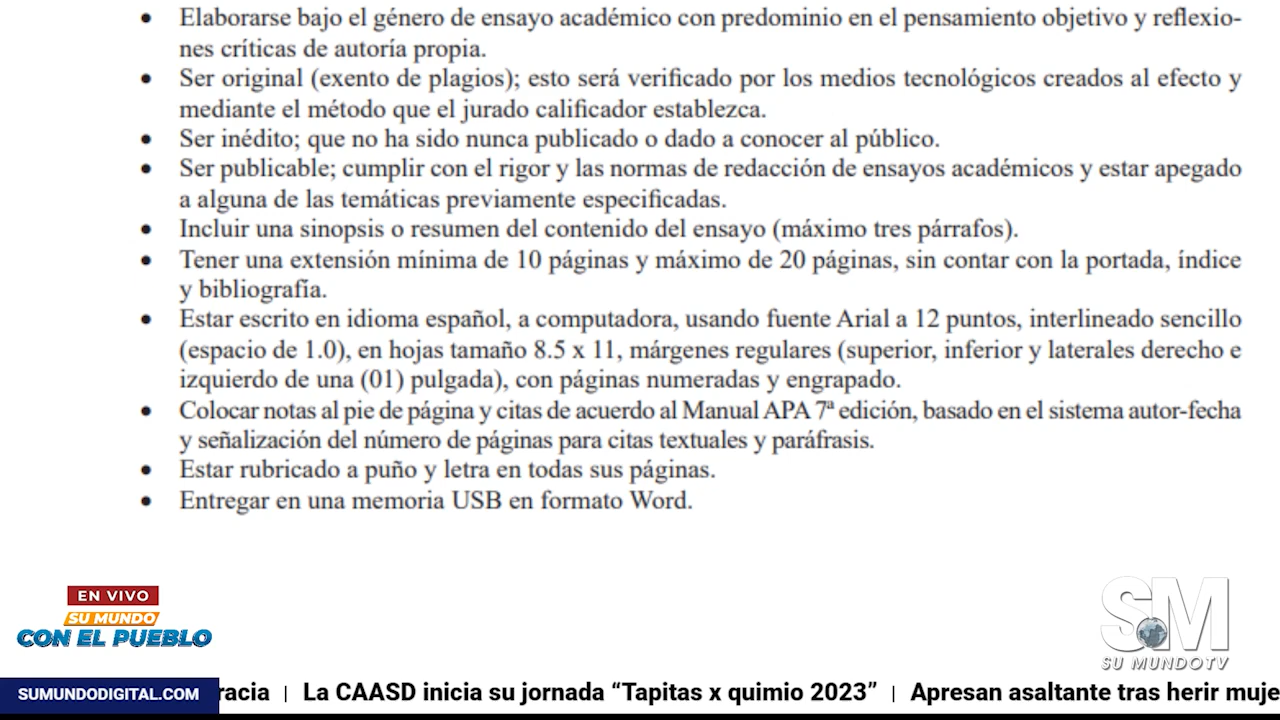 • Elaborarse bajo el género de ensayo académico con predominio en el pensamiento objetivo y reflexio-
nes críticas de autoría propia.
• Ser original (exento de plagios); esto será verificado por los medios tecnológicos creados al efecto y
mediante el método que el jurado calificador establezca.
• Ser inédito; que no ha sido nunca publicado o dado a conocer al público.
• Ser publicable; cumplir con el rigor y las normas de redacción de ensayos académicos y estar apegado
a alguna de las temáticas previamente especificadas.
• Incluir una sinopsis o resumen del contenido del ensayo (máximo tres párrafos).
• Tener una extensión mínima de 10 páginas y máximo de 20 páginas, sin contar con la portada, índice
y bibliografía.
• Estar escrito en idioma español, a computadora, usando fuente Arial a 12 puntos, interlineado sencillo
(espacio de 1.0), en hojas tamaño 8.5 x 11, márgenes regulares (superior, inferior y laterales derecho e
izquierdo de una (01) pulgada), con páginas numeradas y engrapado.
• Colocar notas al pie de página y citas de acuerdo al Manual APA 7ª edición, basado en el sistema autor-fecha
y señalización del número de páginas para citas textuales y paráfrasis.
• Estar rubricado a puño y letra en todas sus páginas.
• Entregar en una memoria USB en formato Word.
EN VIVO
SU MUNDO
CON EL PUEBLO
SM
SU MUNDO TV
SUMUNDODIGITAL.COM racia | La CAASD inicia su jornada “Tapitas x quimio 2023” | Apresan asaltante tras herir muje